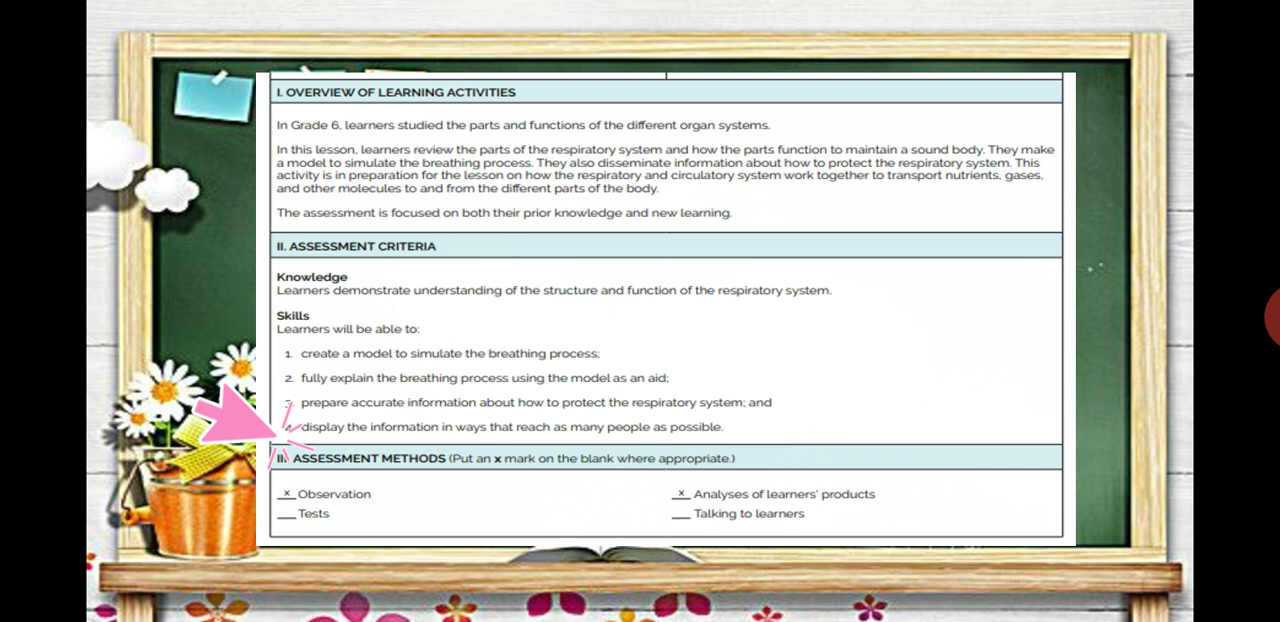 I. OVERVIEW OF LEARNING ACTIVITIES
In Grade 6, learners studied the parts and functions of the different organ systems.
In this lesson, learners review the parts of the respiratory system and how the parts function to maintain a sound body. They make
a model to simulate the breathing process. They also disseminate information about how to protect the respiratory system. This
activity is in preparation for the lesson on how the respiratory and circulatory system work together to transport nutrients, gases,
and other molecules to and from the different parts of the body.
The assessment is focused on both their prior knowledge and new learning.
II. ASSESSMENT CRITERIA
Knowledge
Learners demonstrate understanding of the structure and function of the respiratory system.
Skills
Learners will be able to:
1. create a model to simulate the breathing process;
2. fully explain the breathing process using the model as an aid;
3. prepare accurate information about how to protect the respiratory system; and
4. display the information in ways that reach as many people as possible.
III. ASSESSMENT METHODS (Put an x mark on the blank where appropriate.)
x Observation
___ Tests
x Analyses of learners' products
___ Talking to learners